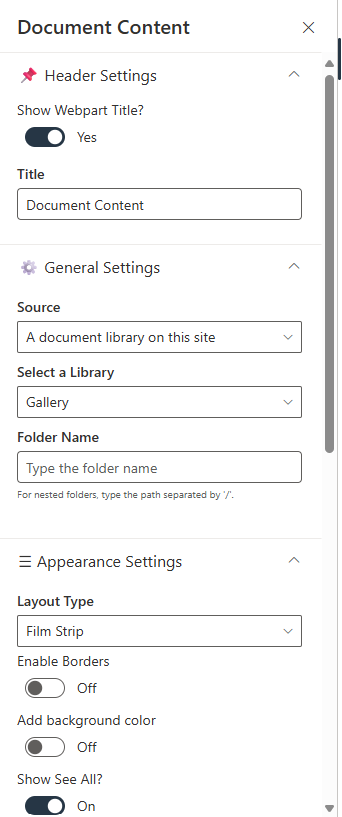 Document Content
Header Settings
Show Webpart Title?
Yes
Title
Document Content
General Settings
Source
A document library on this site
Select a Library
Gallery
Folder Name
Type the folder name
For nested folders, type the path separated by '/'.
Appearance Settings
Layout Type
Film Strip
Enable Borders
Off
Add background color
Off
Show See All?
On